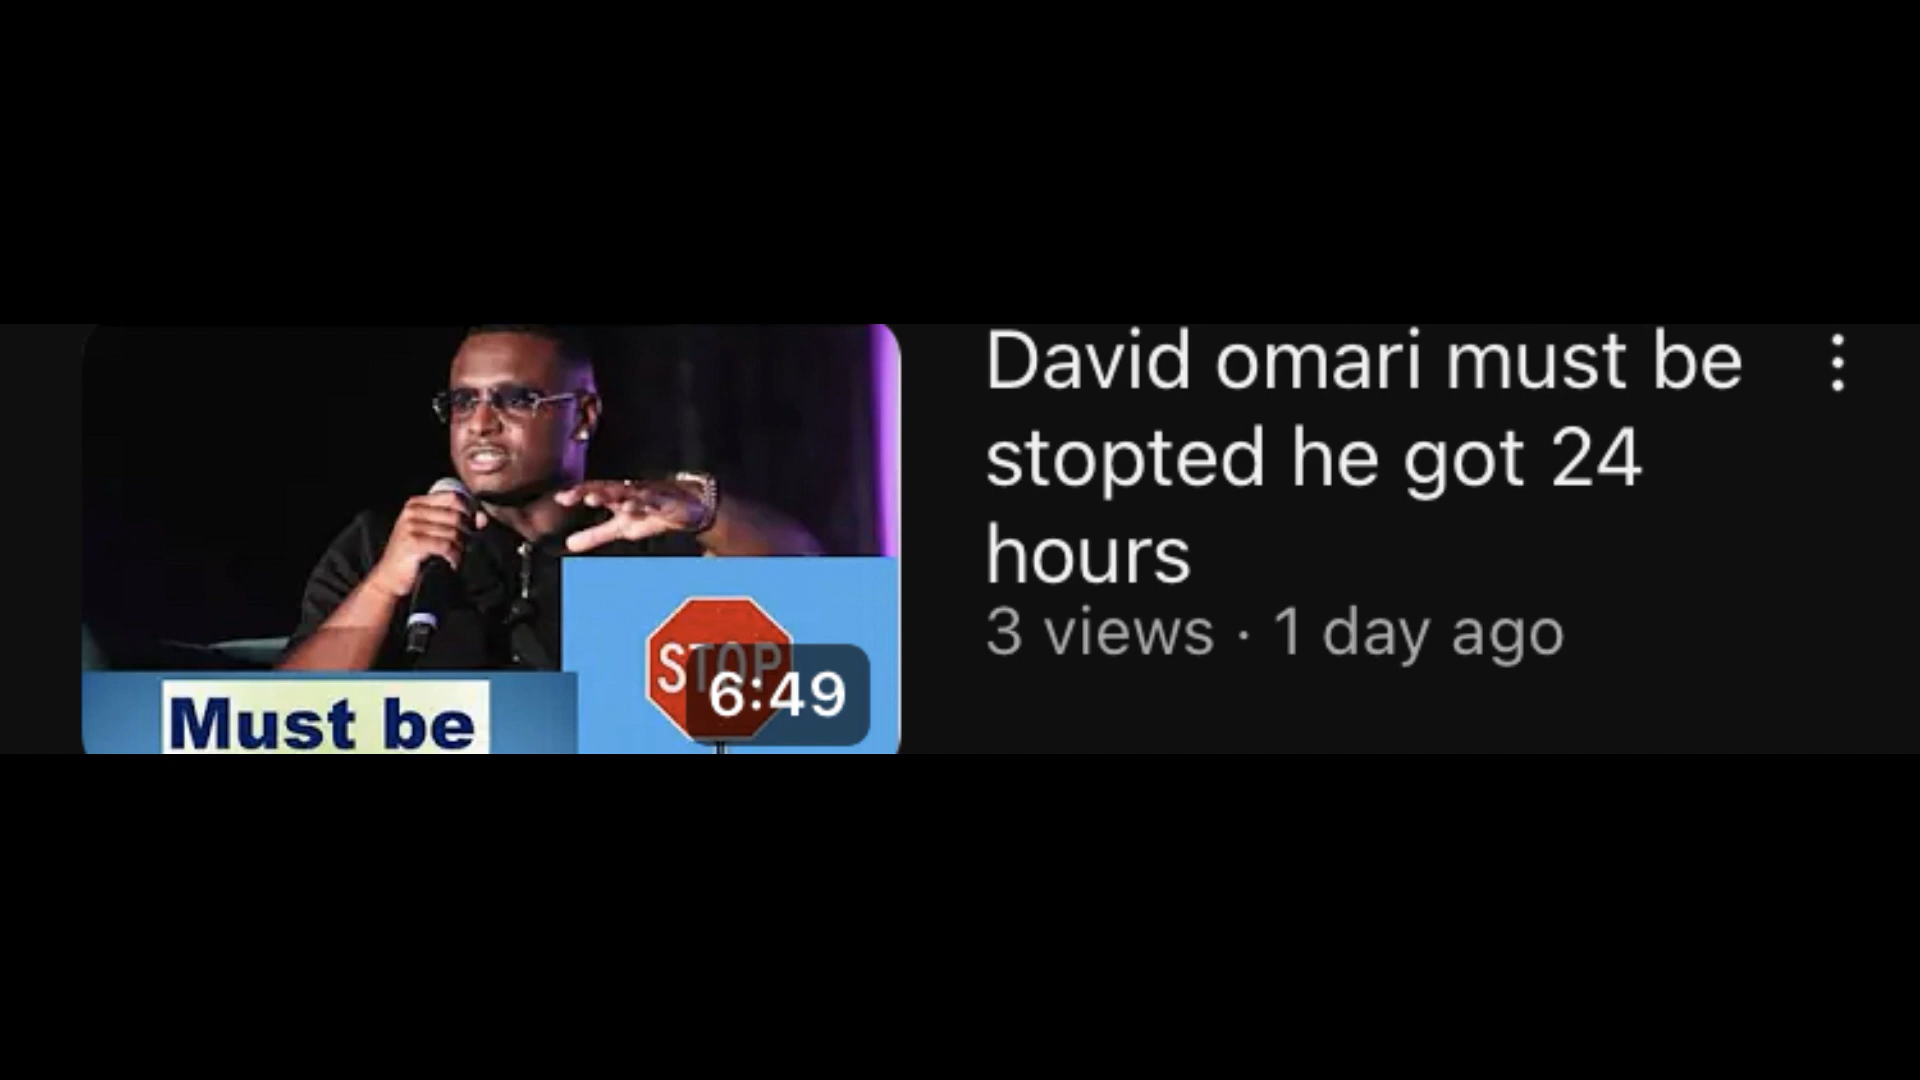 David omari must be
stopted he got 24
hours
3 views · 1 day ago
STOP
6:49
Must be